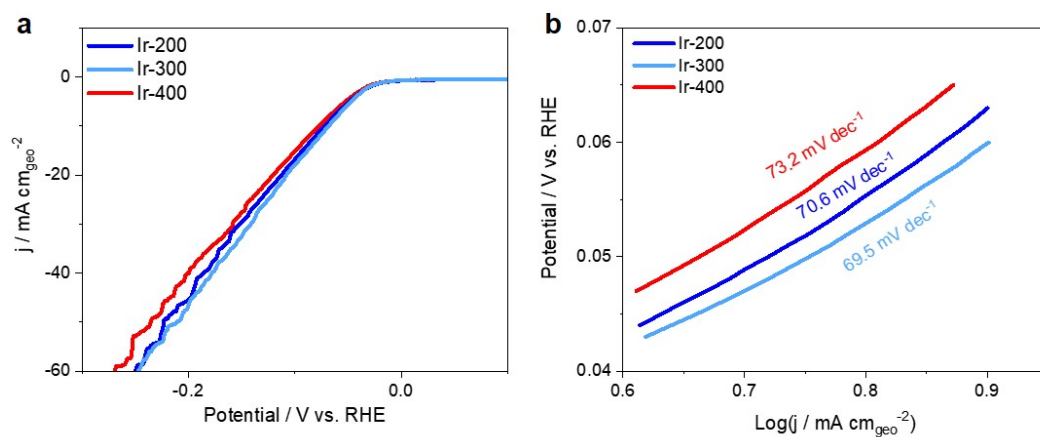 a
Ir-200
Ir-300
Ir-400
0
-20
-40
-60
j / mA cm_geo^-2
-0.2
0.0
Potential / V vs. RHE
b
Ir-200
Ir-300
Ir-400
73.2 mV dec^-1
70.6 mV dec^-1
69.5 mV dec^-1
0.07
0.06
0.05
0.04
Potential / V vs. RHE
0.6
0.7
0.8
0.9
Log(j / mA cm_geo^-2)